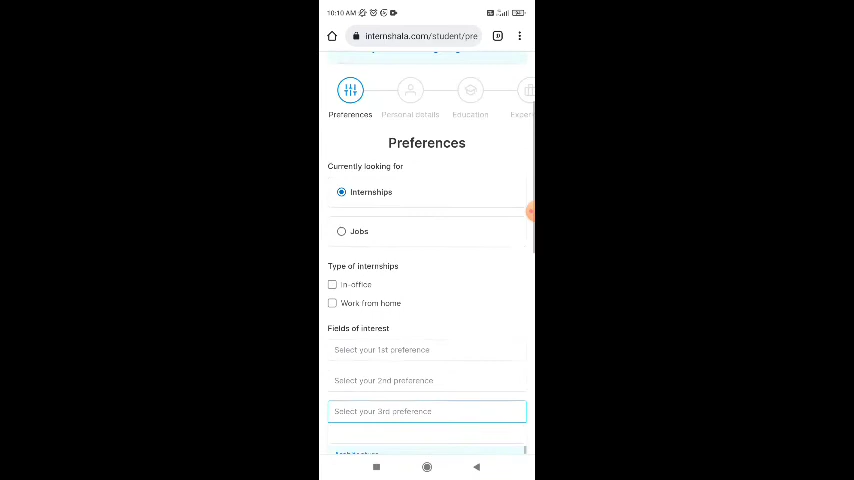 10:10 AM
internshala.com/student/pre
Preferences
Personal details
Education
Exper
Preferences
Currently looking for
Internships
Jobs
Type of internships
In-office
Work from home
Fields of interest
Select your 1st preference
Select your 2nd preference
Select your 3rd preference
Architecture